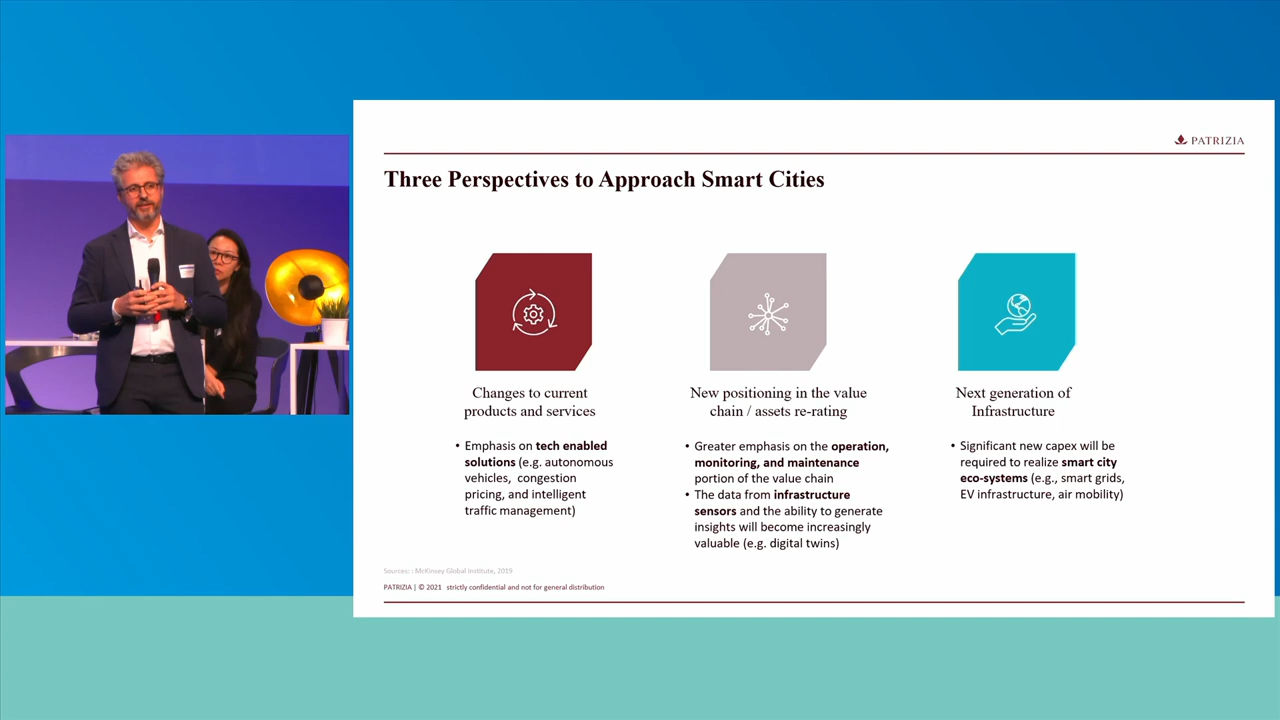 PATRIZIA
Three Perspectives to Approach Smart Cities
Changes to current
products and services
• Emphasis on tech enabled
solutions (e.g. autonomous
vehicles, congestion
pricing, and intelligent
traffic management)
New positioning in the value
chain / assets re-rating
• Greater emphasis on the operation,
monitoring, and maintenance
portion of the value chain
• The data from infrastructure
sensors and the ability to generate
insights will become increasingly
valuable (e.g. digital twins)
Next generation of
Infrastructure
• Significant new capex will be
required to realize smart city
eco-systems (e.g., smart grids,
EV infrastructure, air mobility)
Sources: : McKinsey Global Institute, 2019
PATRIZIA | © 2021 strictly confidential and not for general distribution